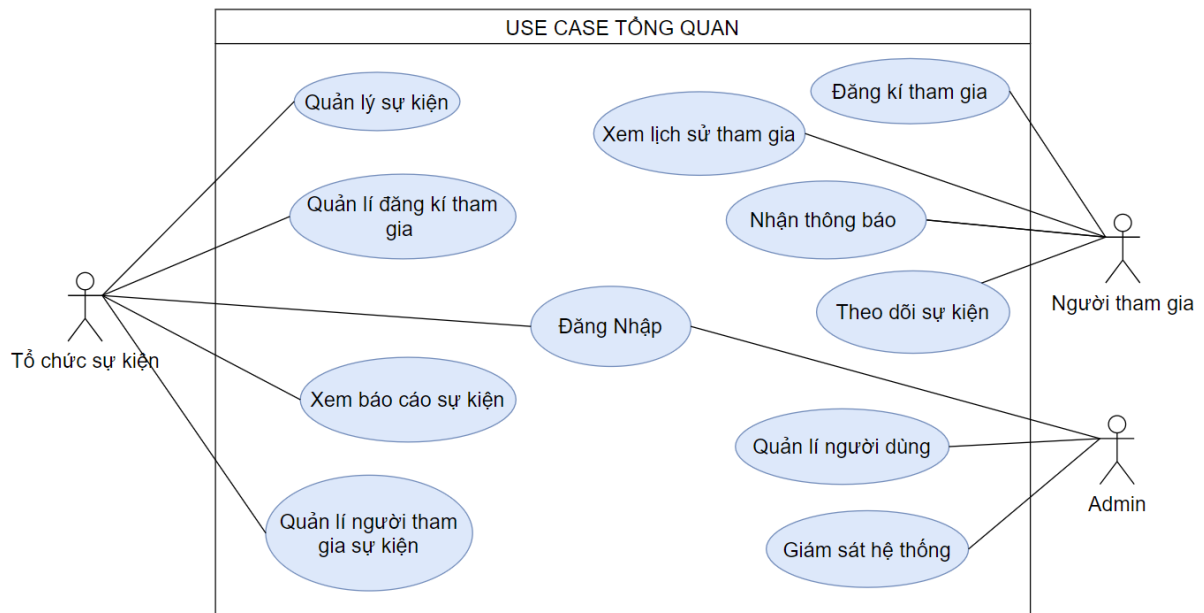 USE CASE TỔNG QUAN
Quản lý sự kiện
Đăng kí tham gia
Xem lịch sử tham gia
Quản lí đăng kí tham
gia
Nhận thông báo
Người tham gia
Theo dõi sự kiện
Đăng Nhập
Tổ chức sự kiện
Xem báo cáo sự kiện
Quản lí người dùng
Admin
Quản lí người tham
gia sự kiện
Giám sát hệ thống